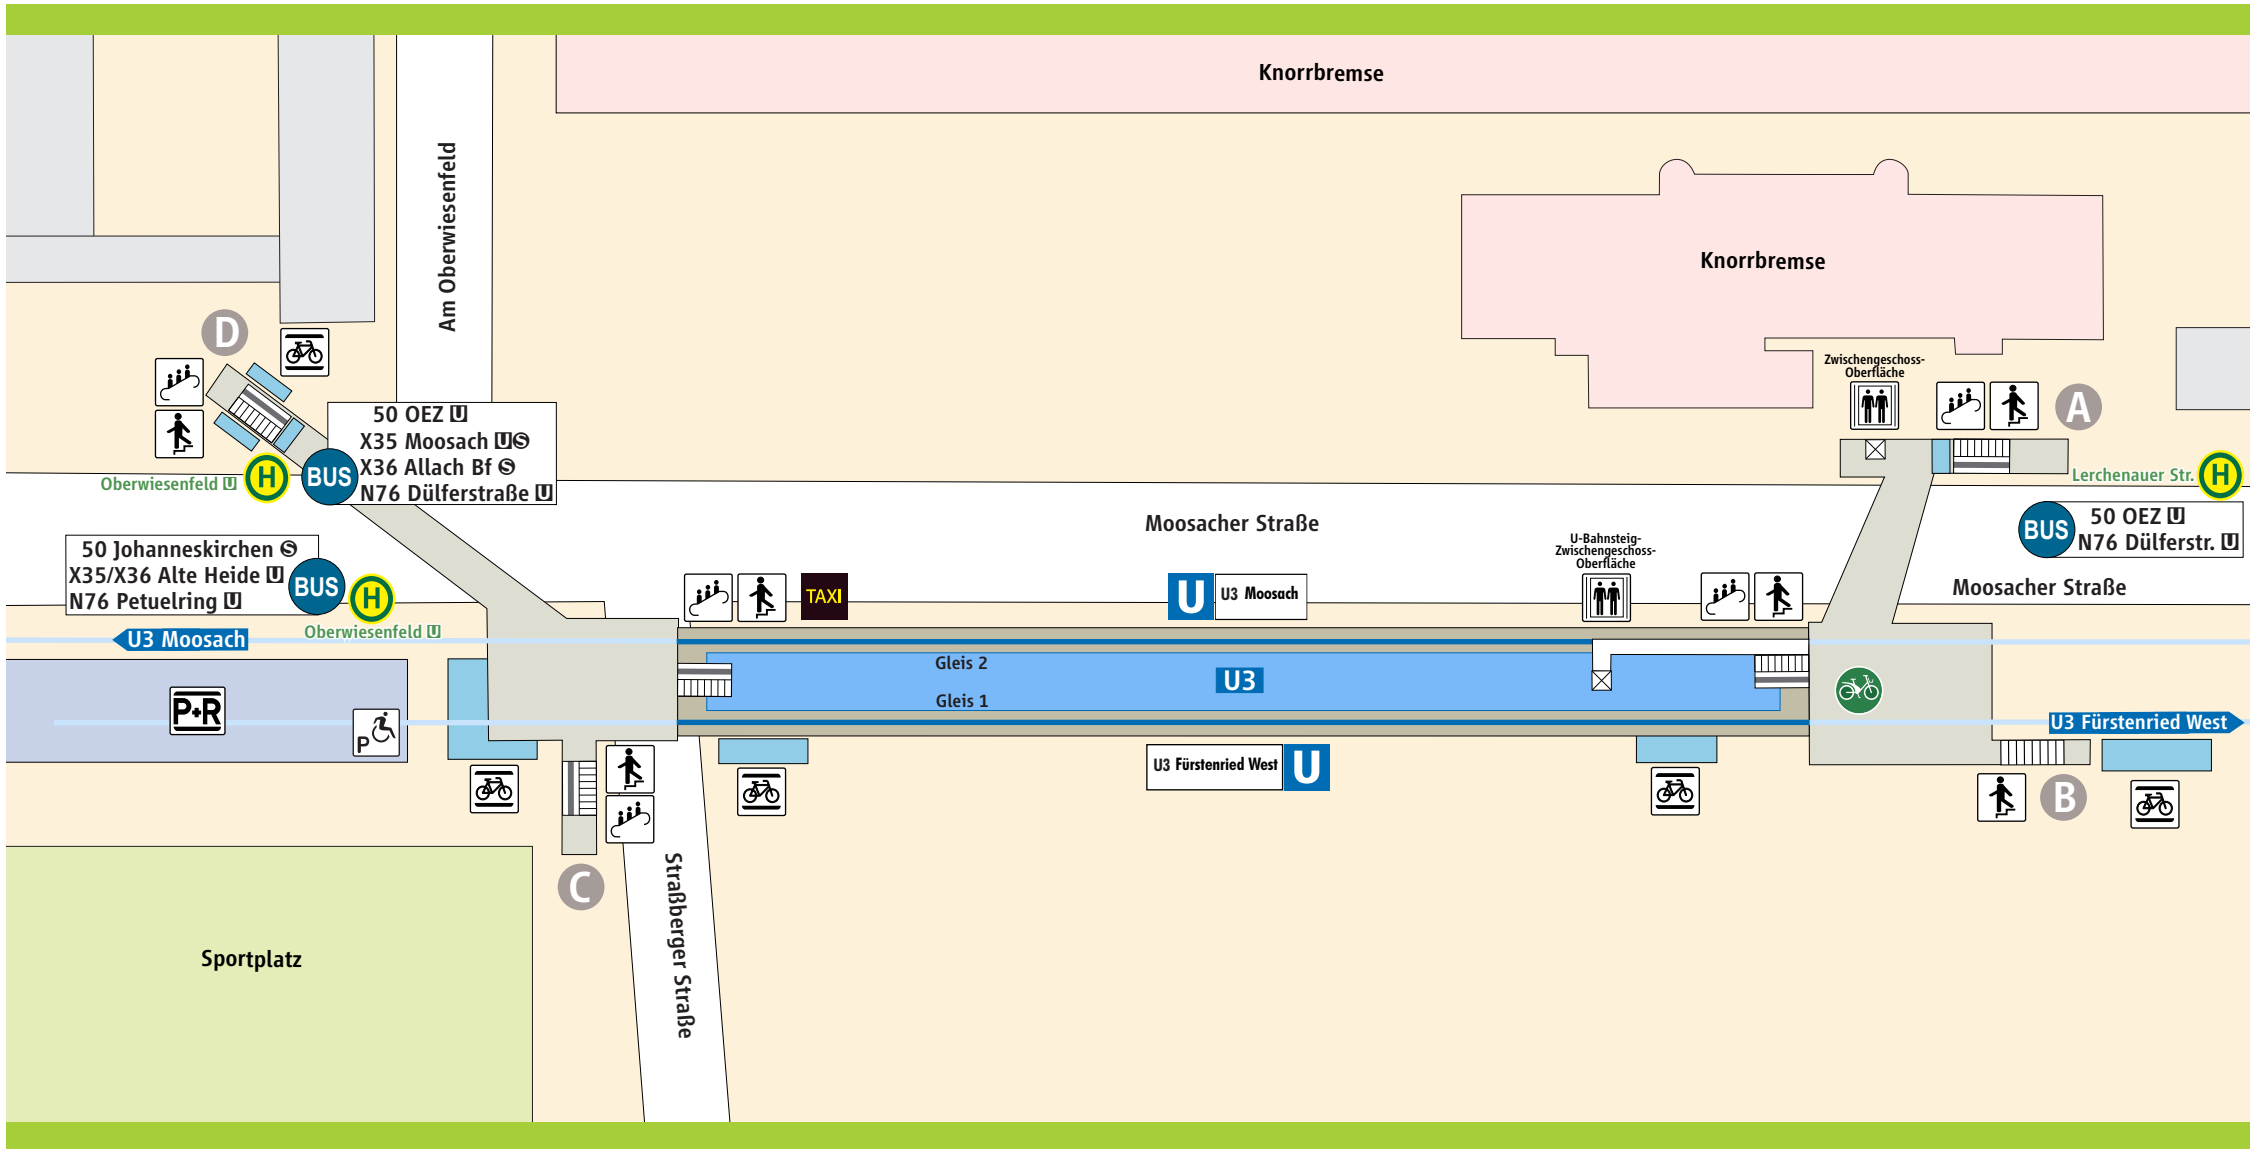 Knorrbremse
Am Oberwiesenfeld
Knorrbremse
D
Zwischengeschoss-
Oberfläche
A
50 OEZ U
X35 Moosach U S
X36 Allach Bf S
N76 Dülferstraße U
BUS
H
Oberwiesenfeld U
Lerchenauer Str.
H
BUS
50 OEZ U
N76 Dülferstr. U
Moosacher Straße
Moosacher Straße
50 Johanneskirchen S
X35/X36 Alte Heide U
N76 Petuelring U
BUS
H
Oberwiesenfeld U
U-Bahnsteig-
Zwischengeschoss-
Oberfläche
TAXI
U
U3 Moosach
U3 Moosach
Gleis 2
U3
Gleis 1
P+R
P
U3 Fürstenried West
U3 Fürstenried West
U
B
C
Straßberger Straße
Sportplatz